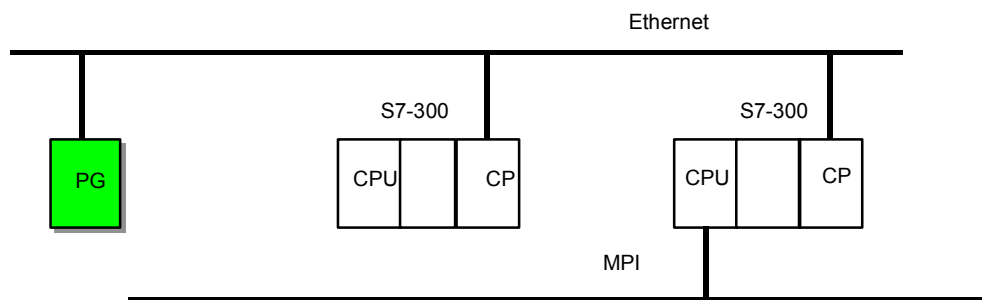 Ethernet
S7-300
S7-300
PG
CPU
CP
CPU
CP
MPI